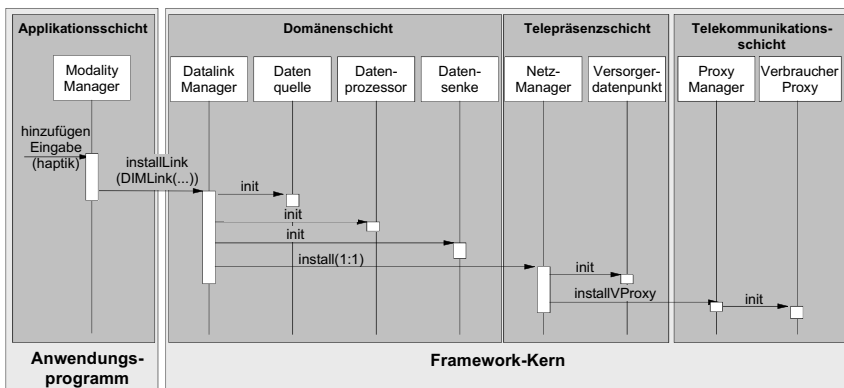 Applikationsschicht
Domänenschicht
Telepräsenzschicht
Telekommunikations-
schicht
Modality
Manager
Datalink
Manager
Daten
quelle
Daten-
prozessor
Daten-
senke
Netz-
Manager
Versorger-
datenpunkt
Proxy
Manager
Verbraucher
Proxy
hinzufügen
Eingabe
(haptik)
installLink
(DIMLink(...))
init
init
init
install(1:1)
init
installVProxy
init
Anwendungs-
programm
Framework-Kern